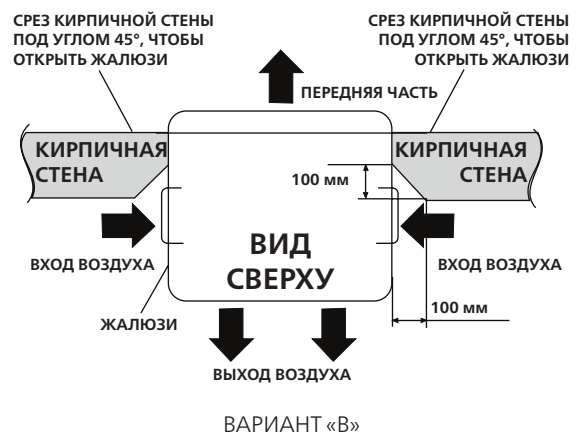 СРЕЗ КИРПИЧНОЙ СТЕНЫ
ПОД УГЛОМ 45°, ЧТОБЫ
ОТКРЫТЬ ЖАЛЮЗИ
СРЕЗ КИРПИЧНОЙ СТЕНЫ
ПОД УГЛОМ 45°, ЧТОБЫ
ОТКРЫТЬ ЖАЛЮЗИ
ПЕРЕДНЯЯ ЧАСТЬ
КИРПИЧНАЯ
СТЕНА
КИРПИЧНАЯ
СТЕНА
100 мм
ВИД
СВЕРХУ
ВХОД ВОЗДУХА
ВХОД ВОЗДУХА
100 мм
ЖАЛЮЗИ
ВЫХОД ВОЗДУХА
ВАРИАНТ «В»